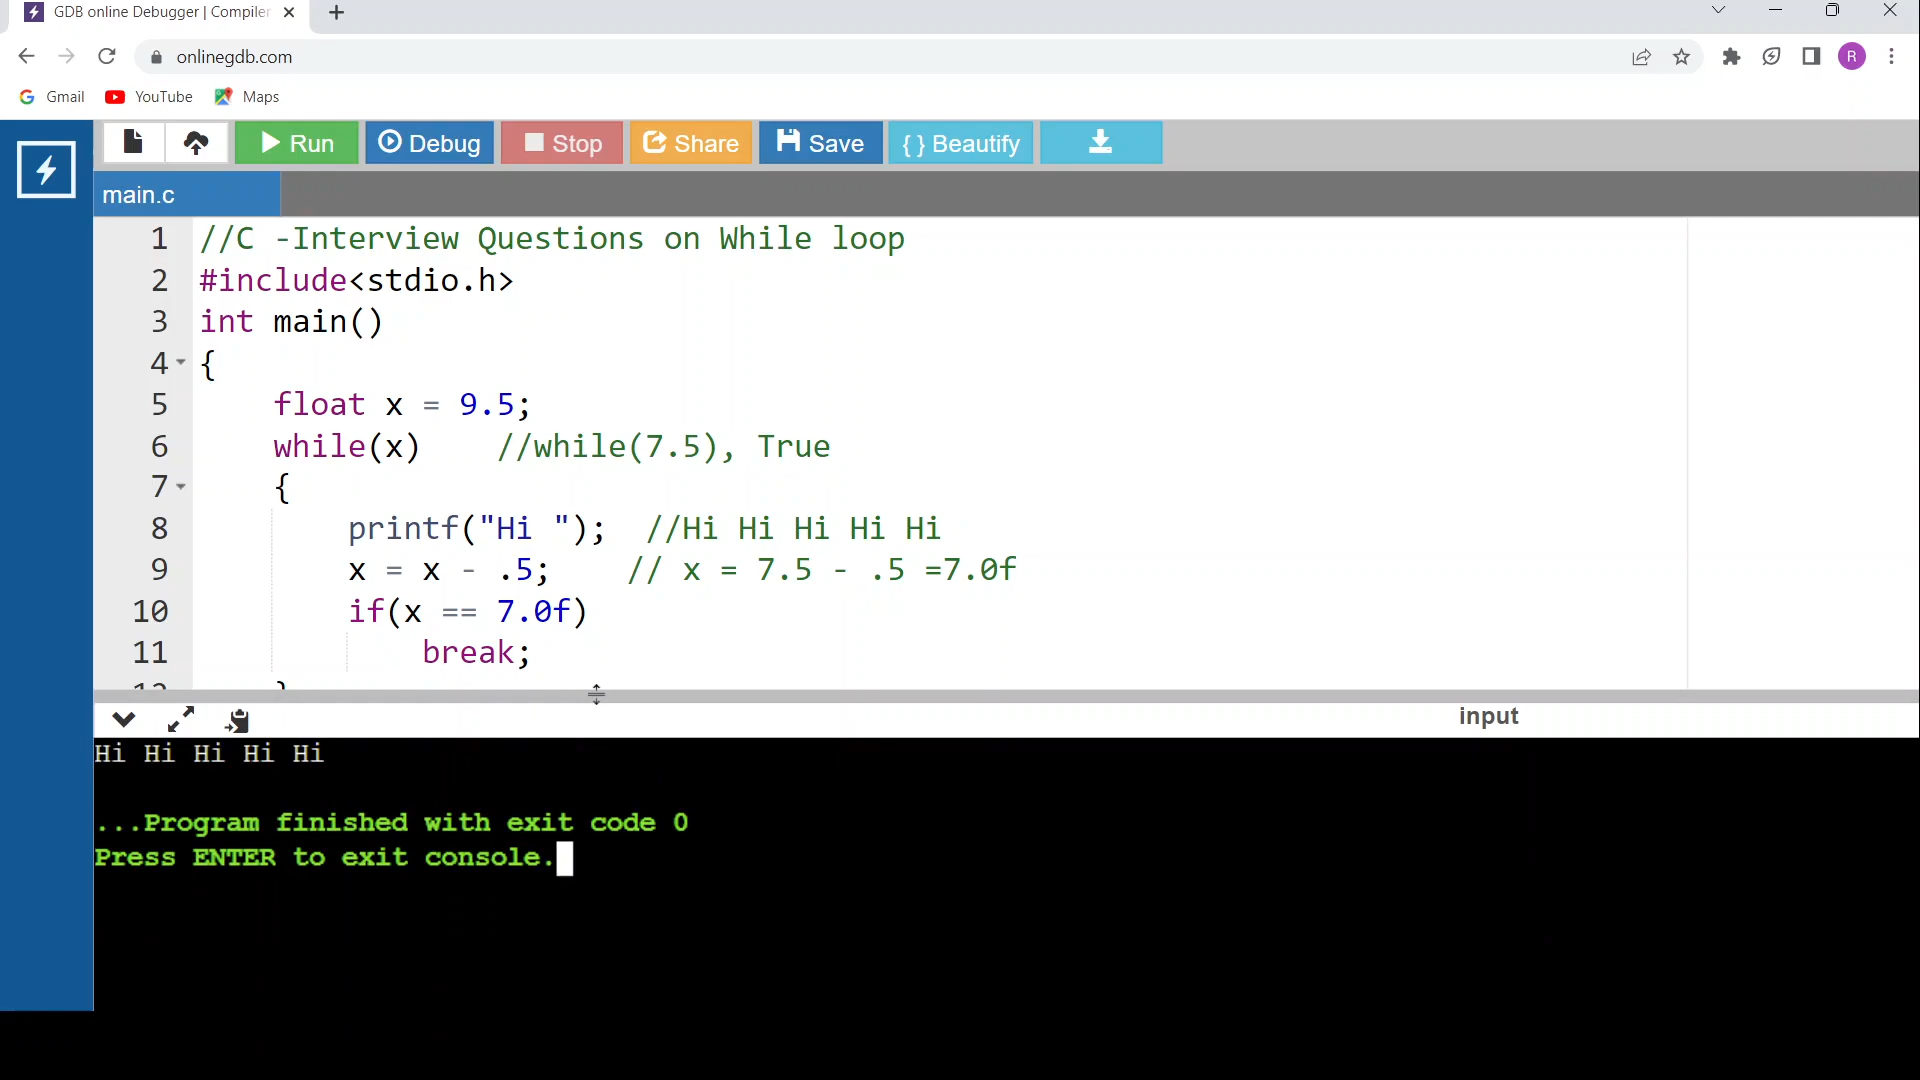 GDB online Debugger | Compiler
onlinegdb.com
R
Gmail YouTube Maps
Run Debug Stop Share Save { } Beautify
main.c
1 //C -Interview Questions on While loop
2 #include<stdio.h>
3 int main()
4 {
5 float x = 9.5;
6 while(x) //while(7.5), True
7 {
8 printf("Hi "); //Hi Hi Hi Hi Hi
9 x = x - .5; // x = 7.5 - .5 =7.0f
10 if(x == 7.0f)
11 break;
12 }
input
Hi Hi Hi Hi Hi
...Program finished with exit code 0
Press ENTER to exit console.